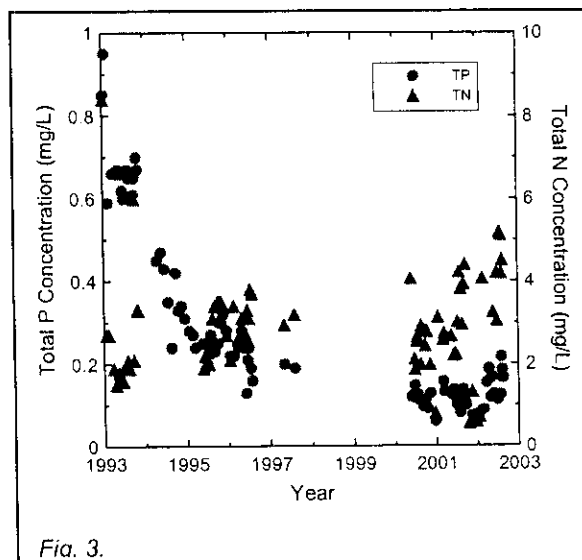 Total P Concentration (mg/L)
1
0.8
0.6
0.4
0.2
0
TP
TN
10
8
6
4
2
0
Total N Concentration (mg/L)
1993 1995 1997 1999 2001 2003
Year
Fig. 3.